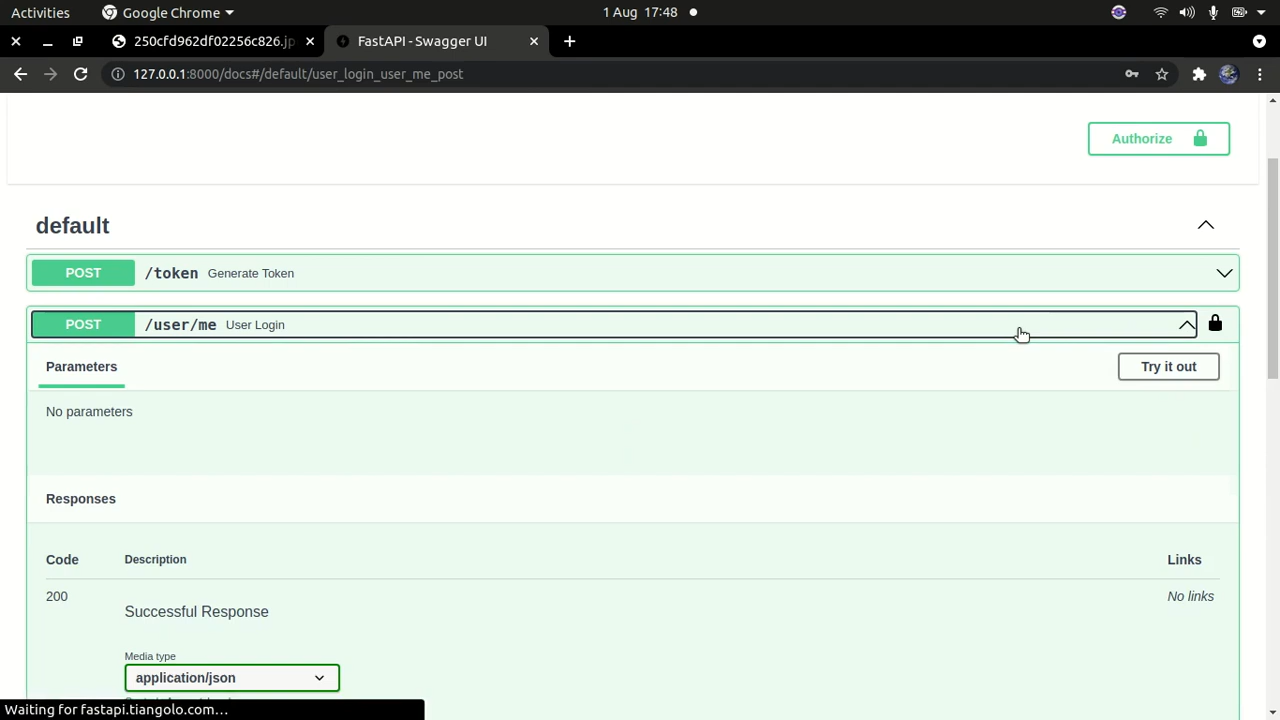 Activities
Google Chrome
1 Aug 17:48
250cfd962df02256c826.jp
FastAPI - Swagger UI
127.0.0.1:8000/docs#/default/user_login_user_me_post
Authorize
default
POST /token Generate Token
POST /user/me User Login
Parameters
Try it out
No parameters
Responses
Code Description Links
200 Successful Response No links
Media type
application/json
Waiting for fastapi.tiangolo.com…